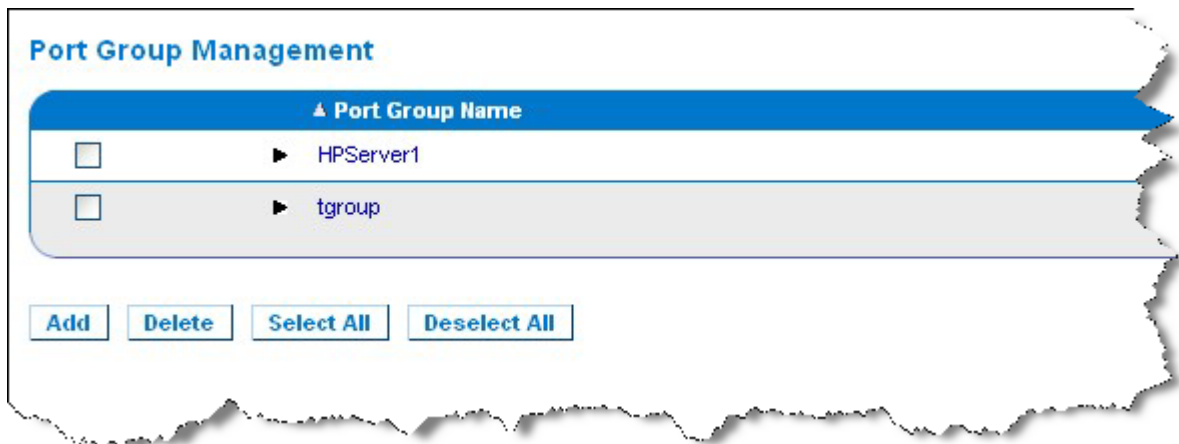 Port Group Management
▲ Port Group Name
► HPServer1
► tgroup
Add Delete Select All Deselect All